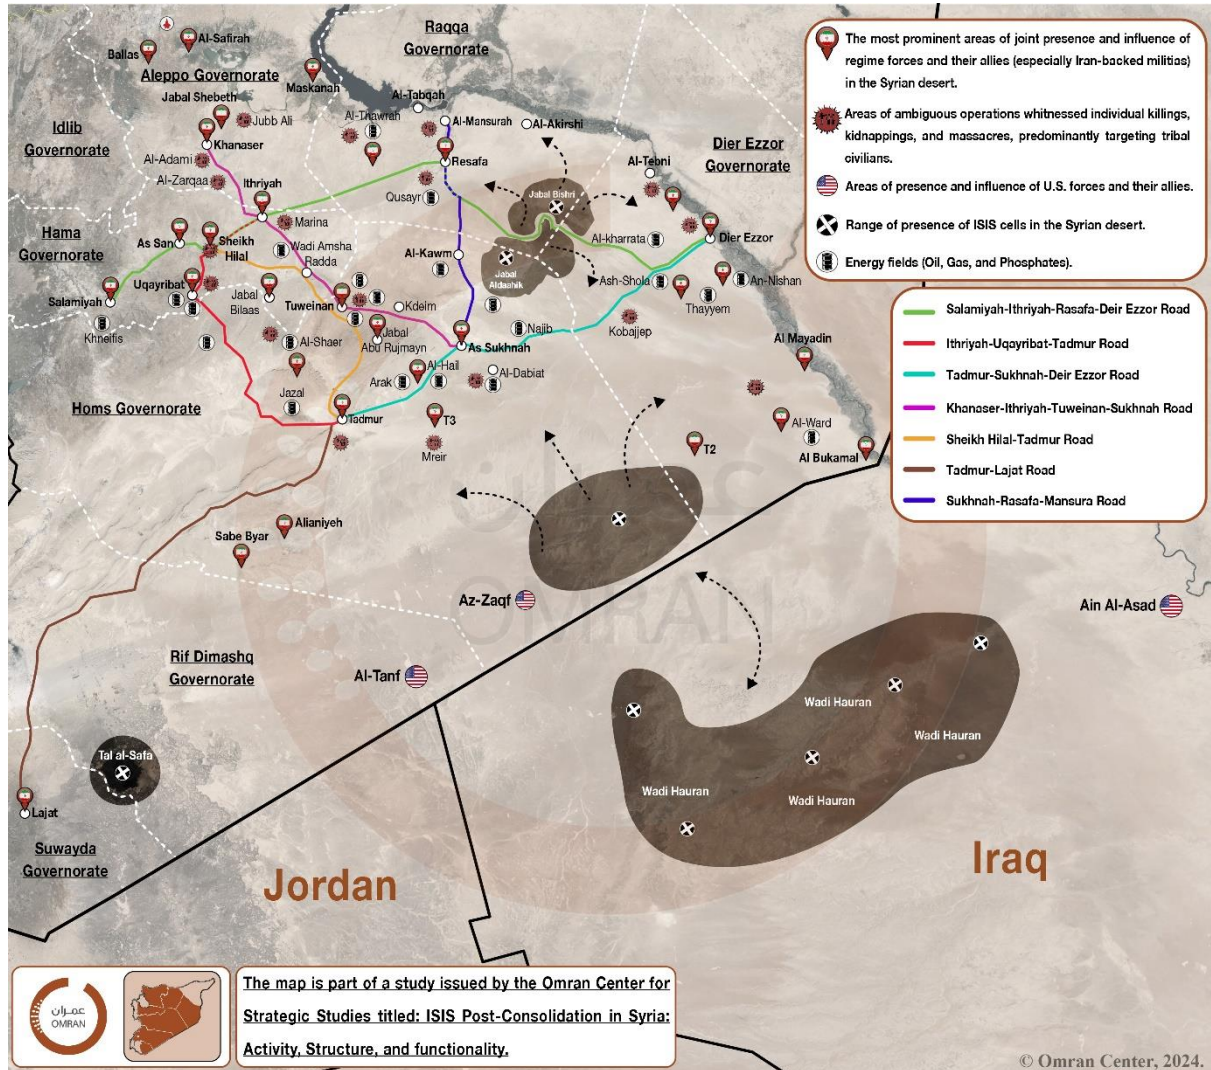 Raqqa
Governorate
Al-Safirah
Ballas
Aleppo Governorate
Maskanah
Jabal Shebeth
Jubb Ali
Al-Tabqah
Al-Thawrah
Al-Mansurah
Al-Akirshi
Idlib
Governorate
Khanaser
Al-Adami
Al-Zarqaa
Ithriyah
Resafa
Qusayr
Jabal Bishri
Al-Tebni
Dier Ezzor
Governorate
Hama
Governorate
As San
Sheikh
Hilal
Marina
Wadi Amsha
Radda
Al-Kawm
Al-kharrata
Dier Ezzor
Jabal
Aldaahik
Uqayribat
Salamiyah
Khneifis
Jabal
Bilaas
Tuweinan
Kdeim
Ash-Shola
An-Nishan
Thayyem
Kobajjep
Najib
Jabal
Abu Rujmayn
As Sukhnah
Al-Shaer
Al-Hail
Arak
Al-Dabiat
Al Mayadin
Jazal
Homs Governorate
Tadmur
T3
Mreir
T2
Al-Ward
Al Bukamal
Alianiyeh
Sabe Byar
Az-Zaqf
Ain Al-Asad
Rif Dimashq
Governorate
Al-Tanf
Tal al-Safa
Lajat
Suwayda
Governorate
Wadi Hauran
Wadi Hauran
Wadi Hauran
Wadi Hauran
Jordan
Iraq
عمران
OMRAN
The most prominent areas of joint presence and influence of
regime forces and their allies (especially Iran-backed militias)
in the Syrian desert.
Areas of ambiguous operations whitnessed individual killings,
kidnappings, and massacres, predominantly targeting tribal
civilians.
Areas of presence and influence of U.S. forces and their allies.
Range of presence of ISIS cells in the Syrian desert.
Energy fields (Oil, Gas, and Phosphates).
Salamiyah-Ithriyah-Rasafa-Deir Ezzor Road
Ithriyah-Uqayribat-Tadmur Road
Tadmur-Sukhnah-Deir Ezzor Road
Khanaser-Ithriyah-Tuweinan-Sukhnah Road
Sheikh Hilal-Tadmur Road
Tadmur-Lajat Road
Sukhnah-Rasafa-Mansura Road
عمران
OMRAN
The map is part of a study issued by the Omran Center for
Strategic Studies titled: ISIS Post-Consolidation in Syria:
Activity, Structure, and functionality.
© Omran Center, 2024.